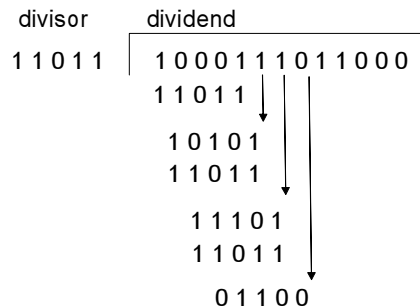 divisor dividend
1 1 0 1 1 1 0 0 0 1 1 1 0 1 1 0 0 0
1 1 0 1 1
1 0 1 0 1
1 1 0 1 1
1 1 1 0 1
1 1 0 1 1
0 1 1 0 0